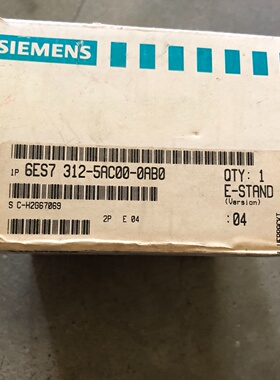 SIEMENS
1P 6ES7 312-5AC00-0AB0 QTY: 1
E-STAND
(Version)
S C-H2G67069
:04
2P E 04